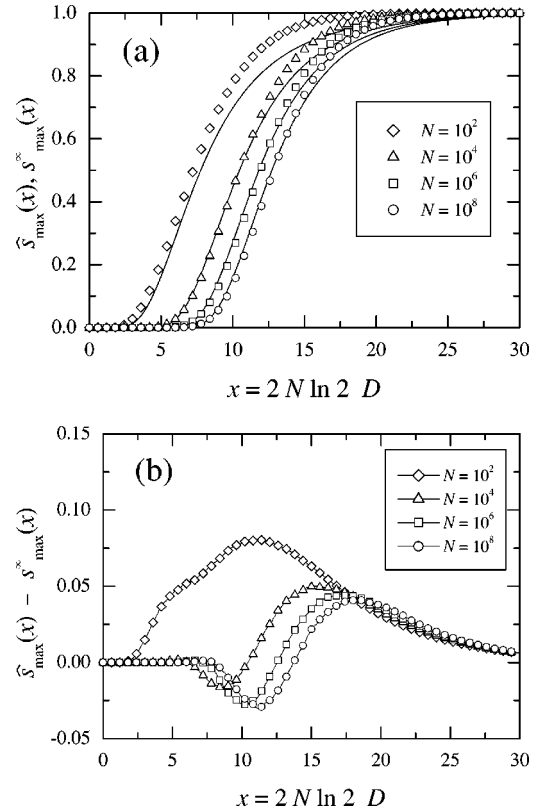 (a)
1.0
0.8
0.6
0.4
0.2
0.0
ŝmax(x), s∞max(x)
N = 10²
N = 10⁴
N = 10⁶
N = 10⁸
0 5 10 15 20 25 30
x = 2 N ln 2 D
(b)
0.15
0.10
0.05
0.00
-0.05
ŝmax(x) − s∞max(x)
N = 10²
N = 10⁴
N = 10⁶
N = 10⁸
0 5 10 15 20 25 30
x = 2 N ln 2 D